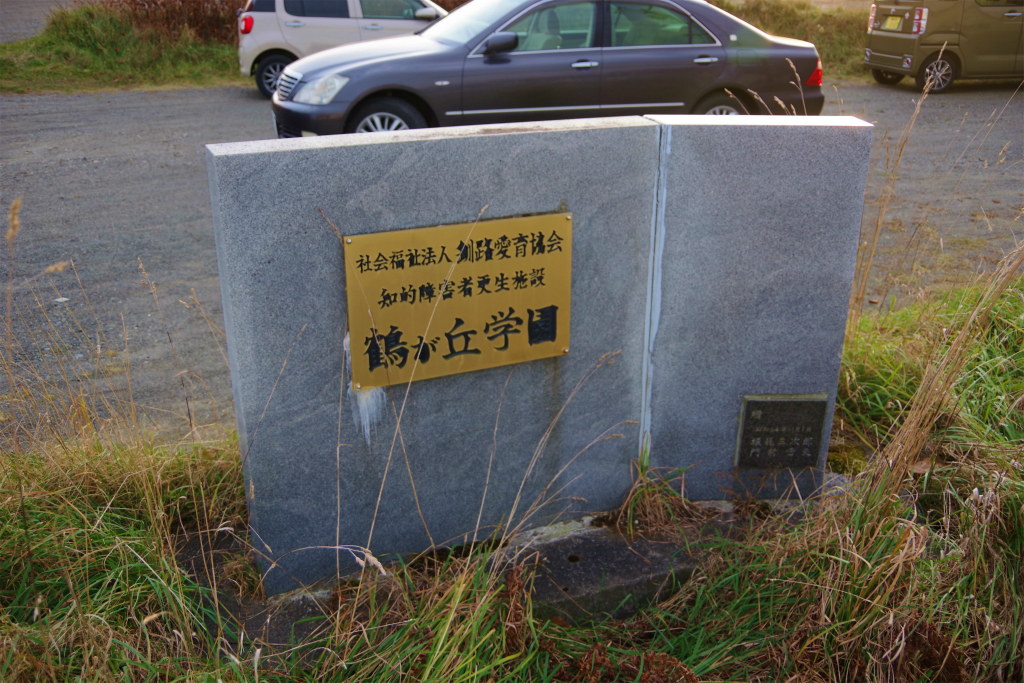 社会福祉法人釧路愛育協会
知的障害者更生施設
鶴が丘学園
贈